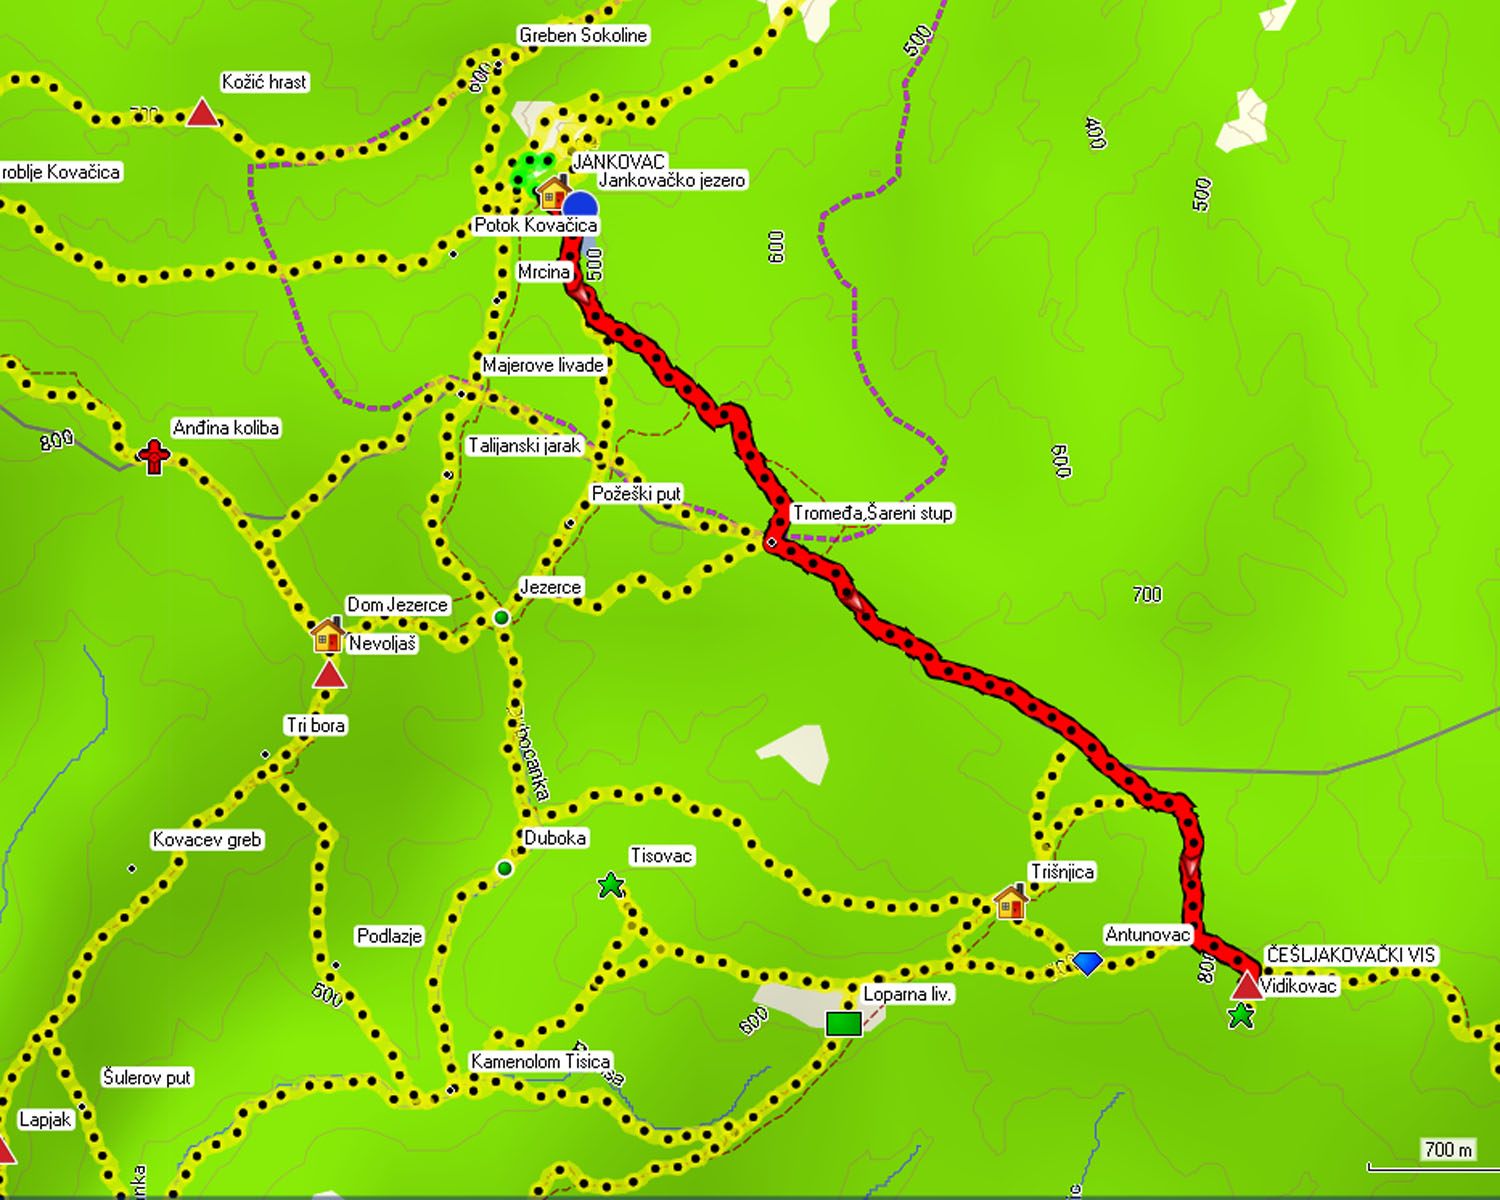 Greben Sokoline
500
600
Kožić hrast
700
400
JANKOVAC
roblje Kovačica
Jankovačko jezero
500
Potok Kovačica
600
500
Mrcina
Majerove livade
Anđina koliba
800
Talijanski jarak
600
Požeški put
Tromeđa,Šareni stup
Jezerce
700
Dom Jezerce
Nevoljaš
Tri bora
Dubočanka
Kovacev greb
Duboka
Tisovac
Trišnjica
Podlazje
Antunovac
ČEŠLJAKOVAČKI VIS
800
Vidikovac
500
Loparna liv.
600
Kamenolom Tisica
Šulerov put
Lapjak
700 m